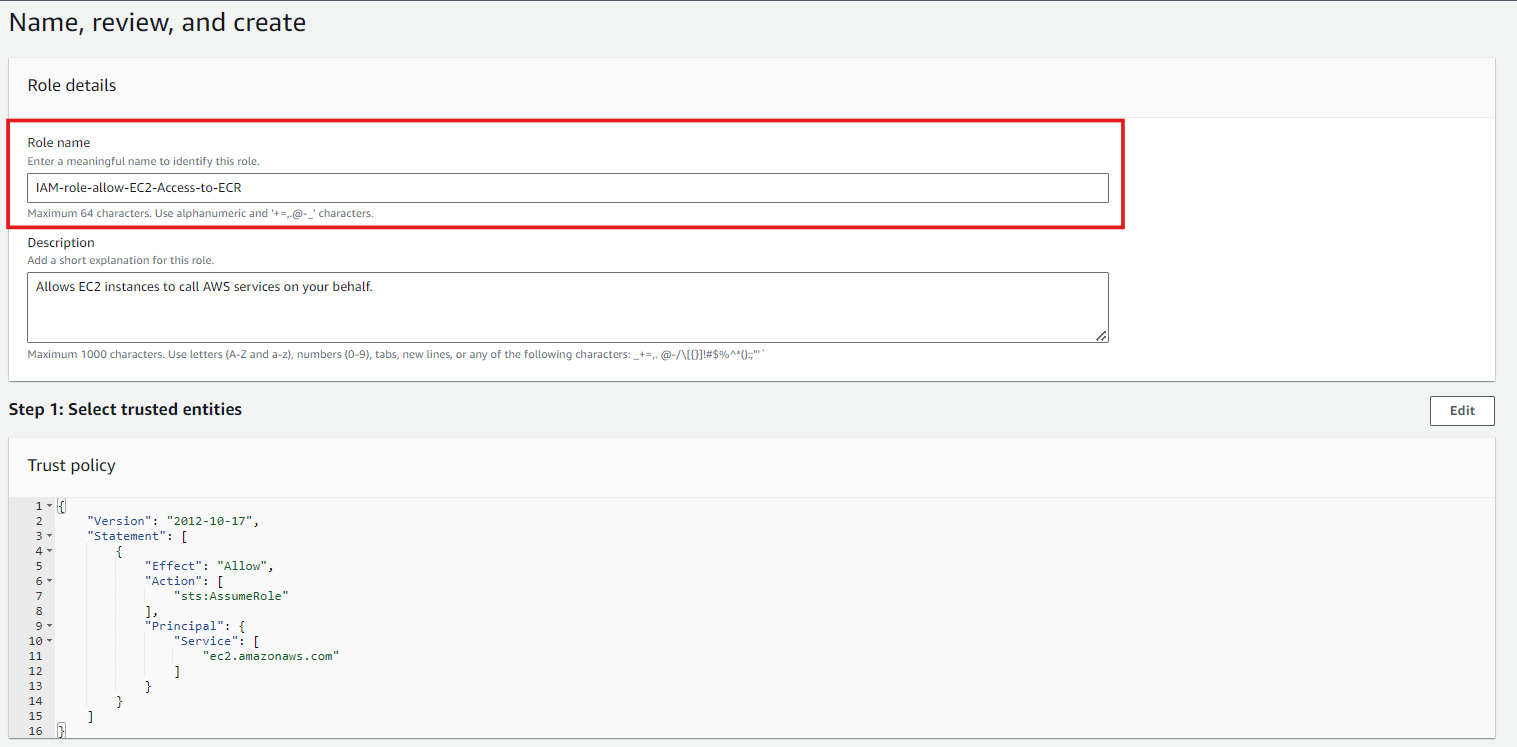 Name, review, and create
Role details
Role name
Enter a meaningful name to identify this role.
IAM-role-allow-EC2-Access-to-ECR
Maximum 64 characters. Use alphanumeric and '+=,.@-_' characters.
Description
Add a short explanation for this role.
Allows EC2 instances to call AWS services on your behalf.
Maximum 1000 characters. Use letters (A-Z and a-z), numbers (0-9), tabs, new lines, or any of the following characters: _+=,. @-/\[{}]!#$%^*();:"'`
Step 1: Select trusted entities
Edit
Trust policy
1 {
2 "Version": "2012-10-17",
3 "Statement": [
4 {
5 "Effect": "Allow",
6 "Action": [
7 "sts:AssumeRole"
8 ],
9 "Principal": {
10 "Service": [
11 "ec2.amazonaws.com"
12 ]
13 }
14 }
15 ]
16 }